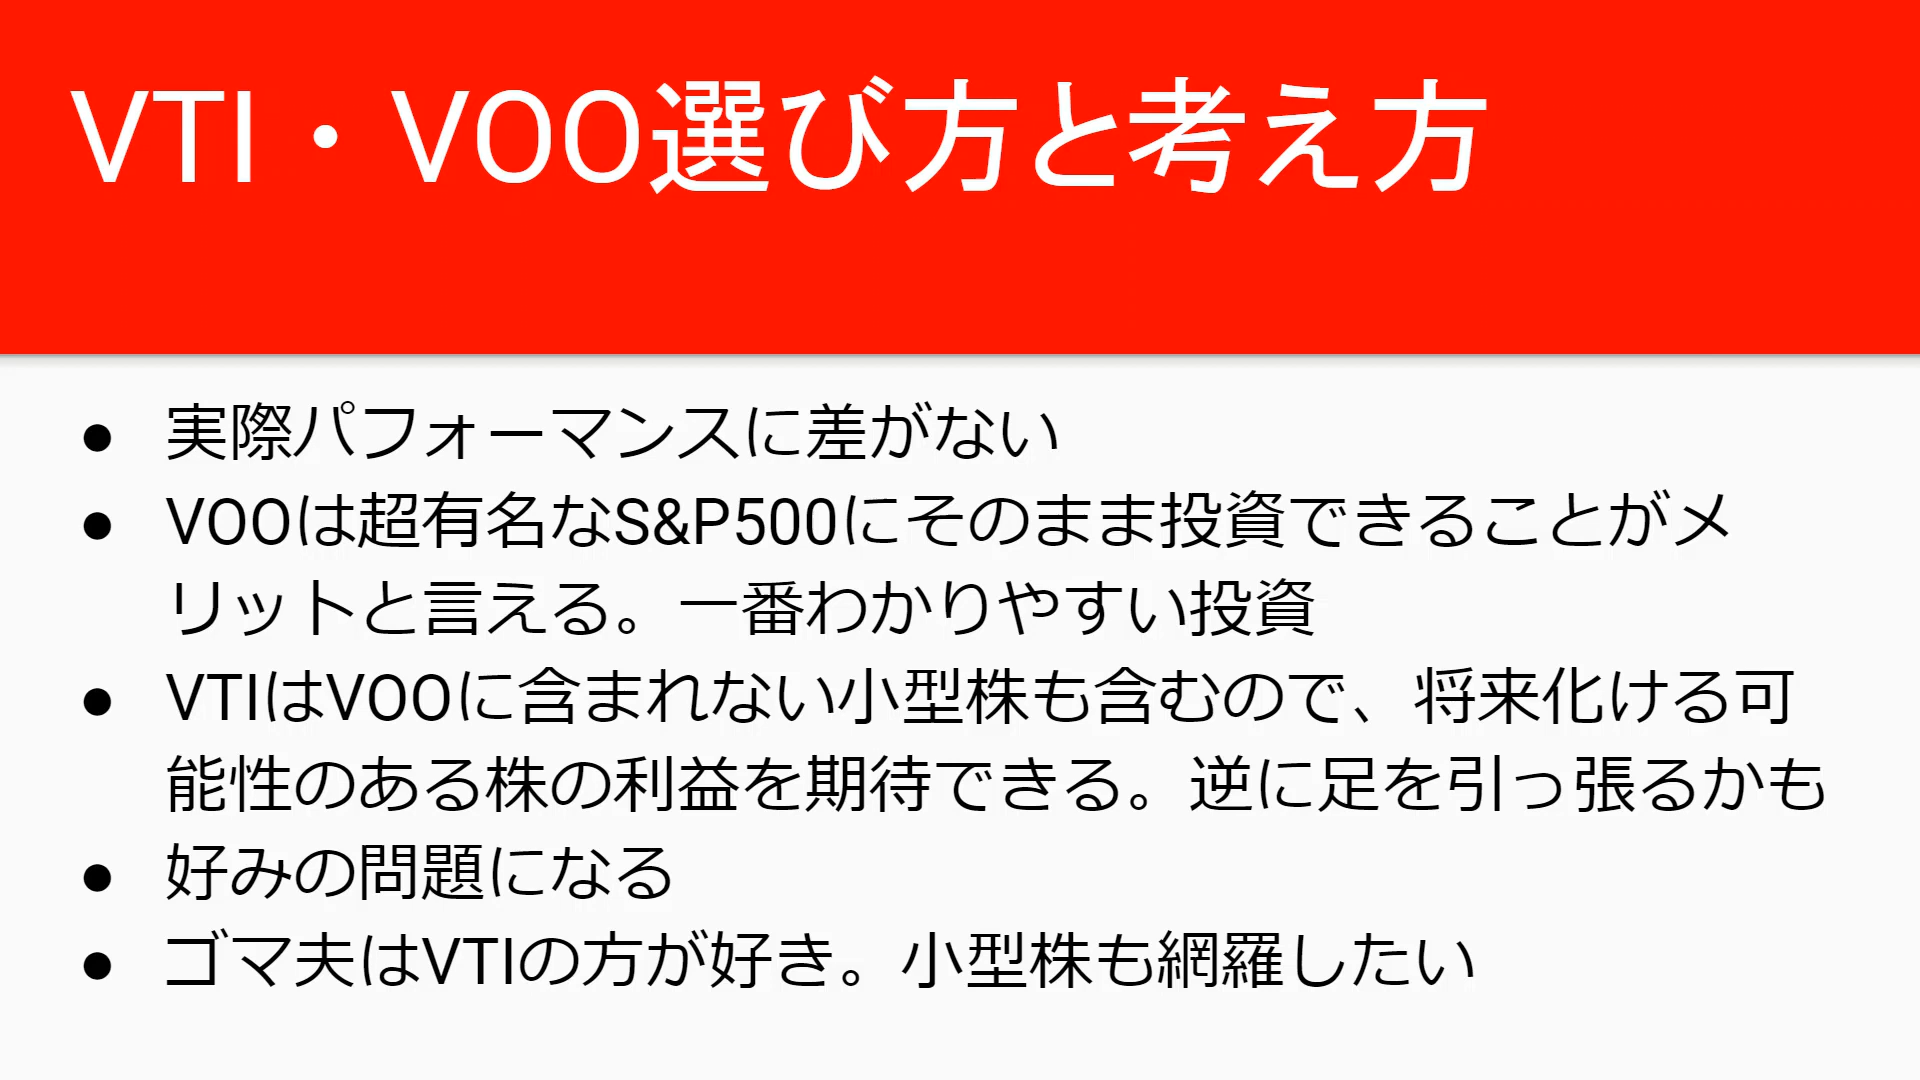 VTI・VOO選び方と考え方
● 実際パフォーマンスに差がない
● VOOは超有名なS&P500にそのまま投資できることがメ
リットと言える。一番わかりやすい投資
● VTIはVOOに含まれない小型株も含むので、将来化ける可
能性のある株の利益を期待できる。逆に足を引っ張るかも
● 好みの問題になる
● ゴマ夫はVTIの方が好き。小型株も網羅したい